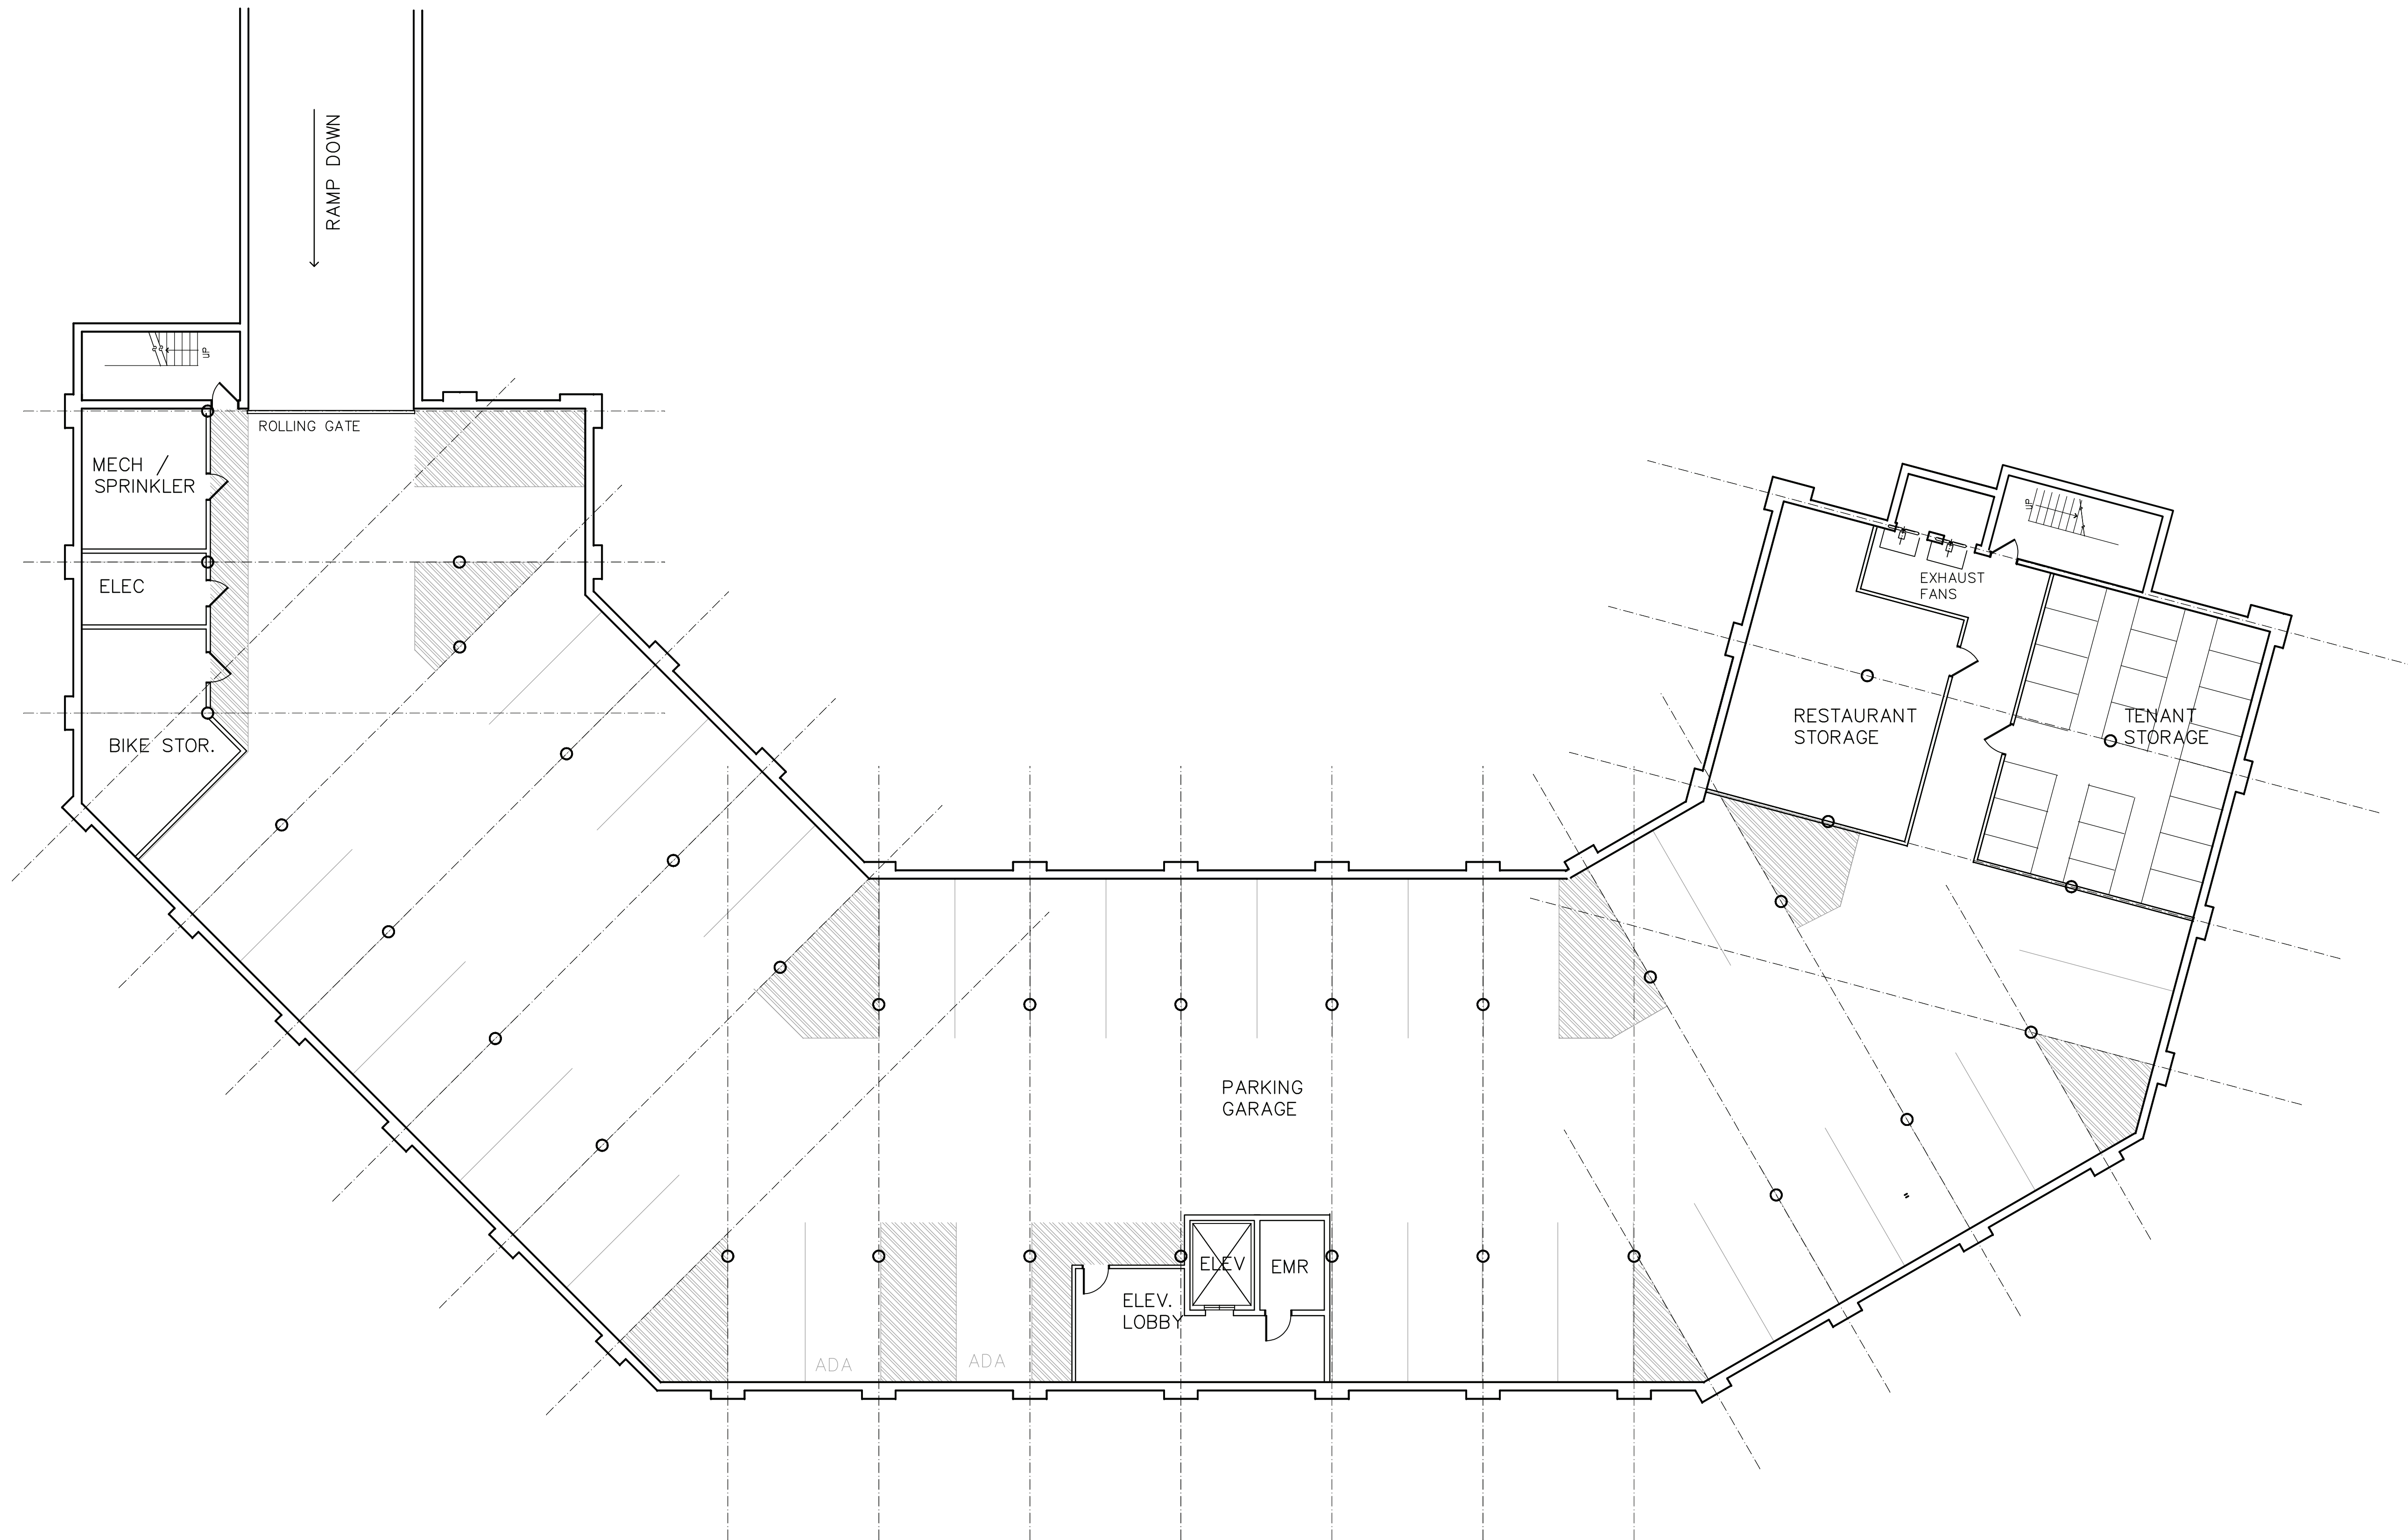 RAMP DOWN
UP
ROLLING GATE
MECH /
SPRINKLER
ELEC
BIKE STOR.
UP
EXHAUST
FANS
RESTAURANT
STORAGE
TENANT
STORAGE
PARKING
GARAGE
ELEV
EMR
ELEV.
LOBBY
ADA
ADA